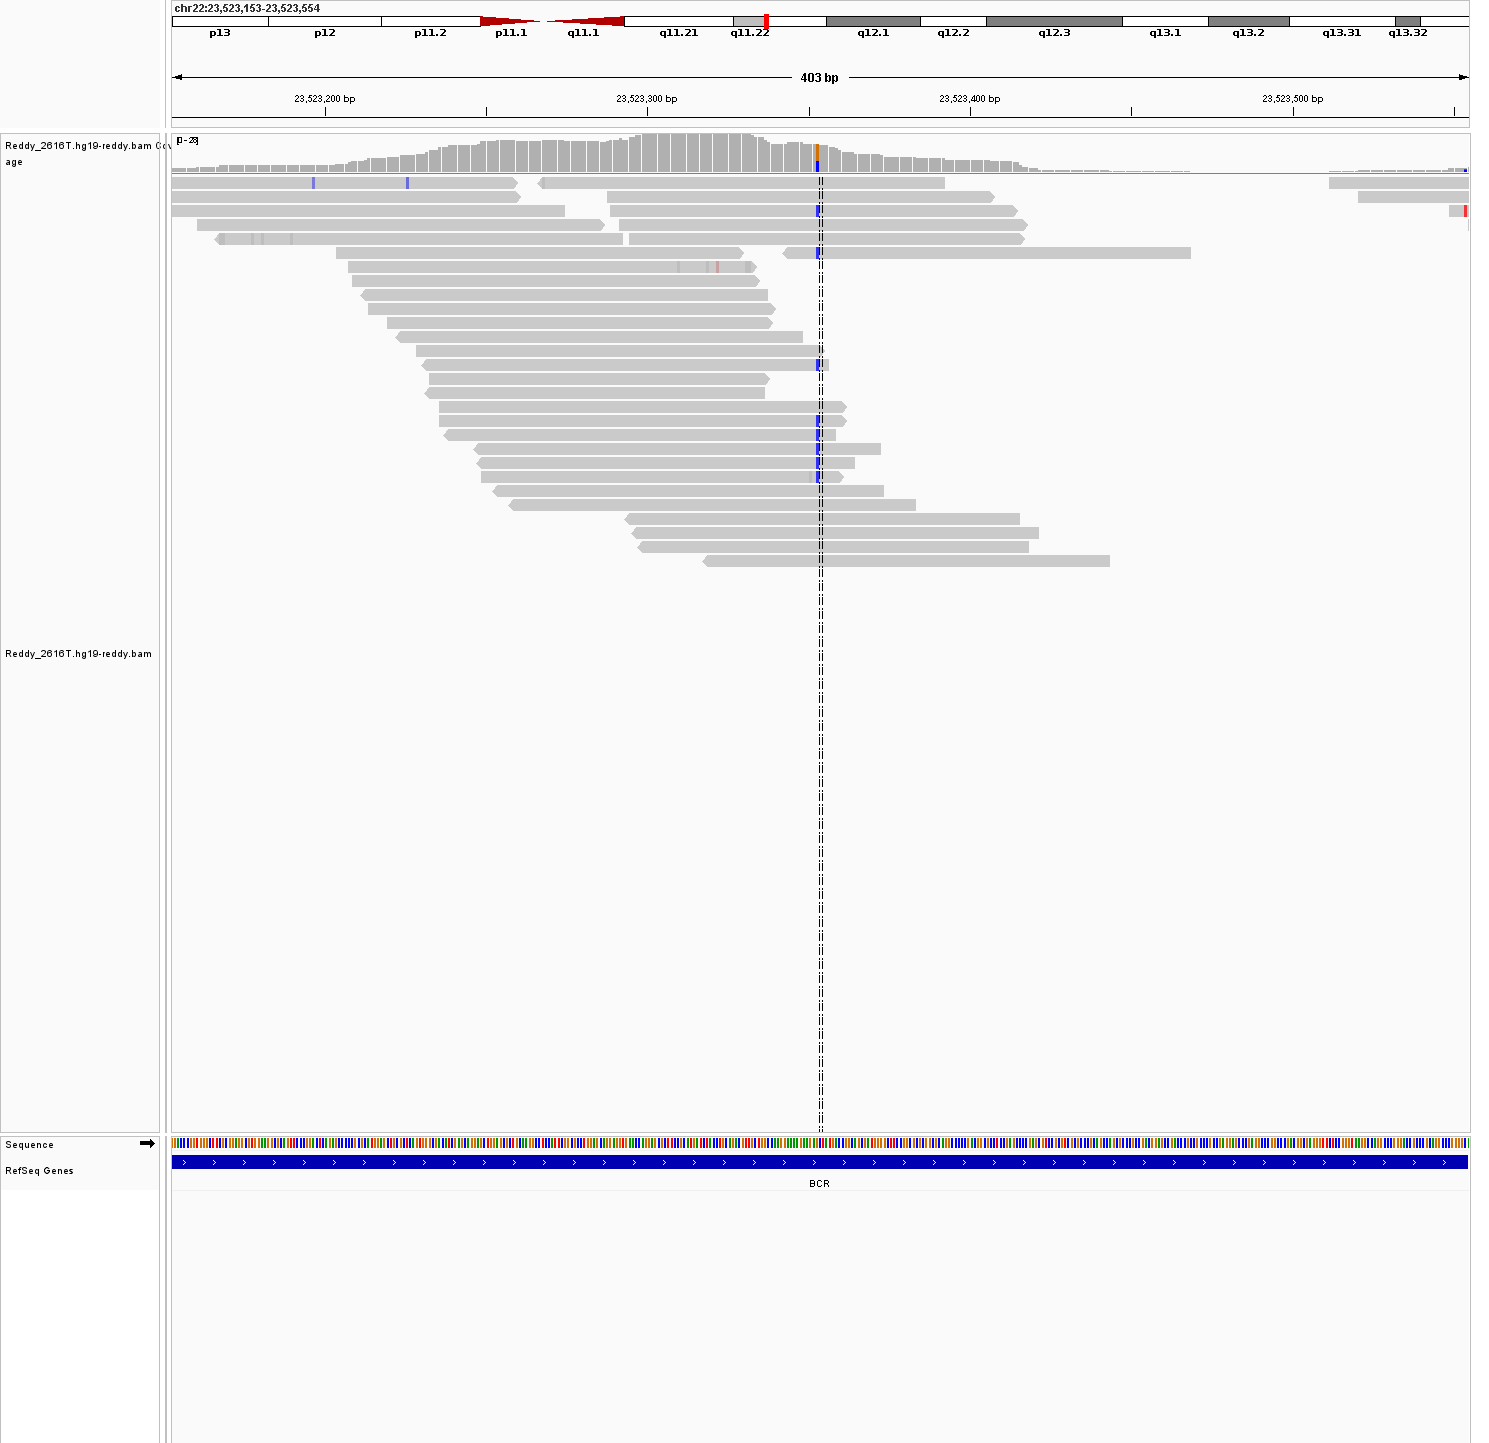 chr22:23,523,153-23,523,554
p13 p12 p11.2 p11.1 q11.1 q11.21 q11.22 q12.1 q12.2 q12.3 q13.1 q13.2 q13.31 q13.32
403 bp
23,523,200 bp 23,523,300 bp 23,523,400 bp 23,523,500 bp
Reddy_2616T.hg19-reddy.bam Cov
age
Reddy_2616T.hg19-reddy.bam
Sequence
RefSeq Genes
BCR